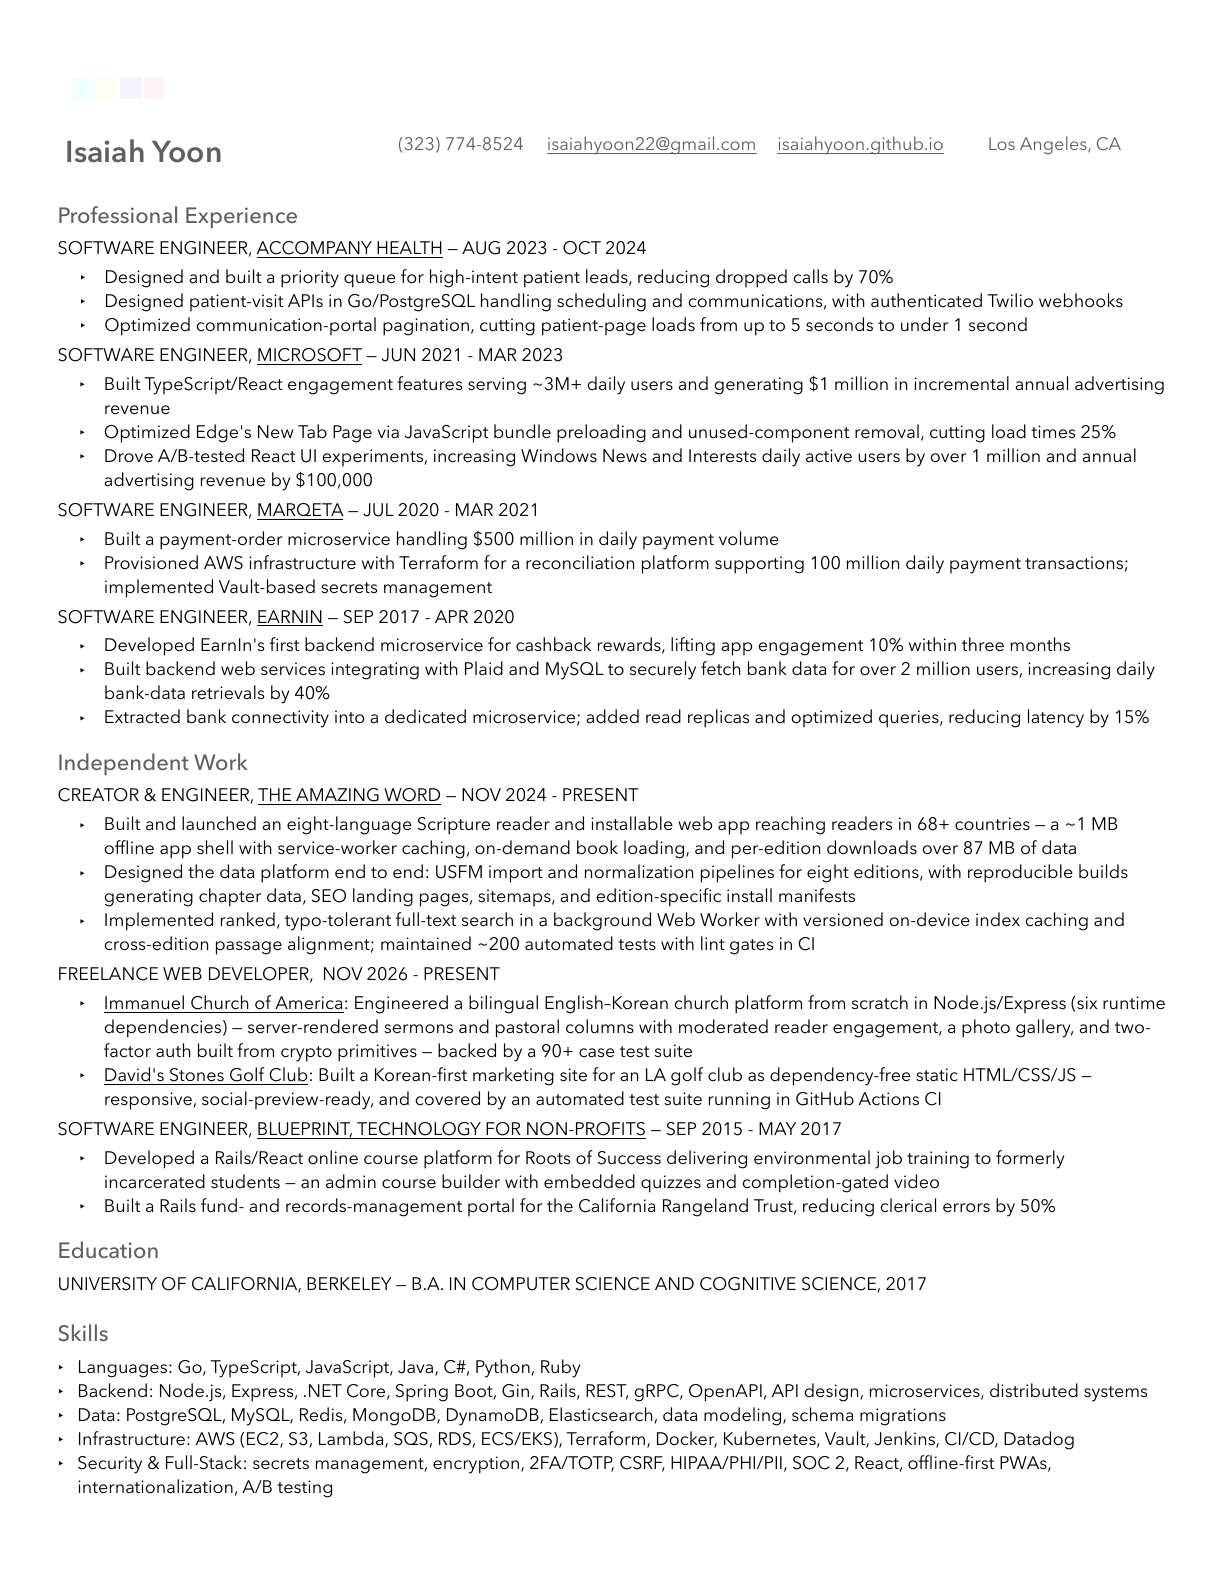 Isaiah Yoon
(323) 774-8524 isaiahyoon22@gmail.com isaiahyoon.github.io Los Angeles, CA
Professional Experience
SOFTWARE ENGINEER, ACCOMPANY HEALTH – AUG 2023 - OCT 2024
‣ Designed and built a priority queue for high-intent patient leads, reducing dropped calls by 70%
‣ Designed patient-visit APIs in Go/PostgreSQL handling scheduling and communications, with authenticated Twilio webhooks
‣ Optimized communication-portal pagination, cutting patient-page loads from up to 5 seconds to under 1 second
SOFTWARE ENGINEER, MICROSOFT – JUN 2021 - MAR 2023
‣ Built TypeScript/React engagement features serving ~3M+ daily users and generating $1 million in incremental annual advertising
revenue
‣ Optimized Edge's New Tab Page via JavaScript bundle preloading and unused-component removal, cutting load times 25%
‣ Drove A/B-tested React UI experiments, increasing Windows News and Interests daily active users by over 1 million and annual
advertising revenue by $100,000
SOFTWARE ENGINEER, MARQETA – JUL 2020 - MAR 2021
‣ Built a payment-order microservice handling $500 million in daily payment volume
‣ Provisioned AWS infrastructure with Terraform for a reconciliation platform supporting 100 million daily payment transactions;
implemented Vault-based secrets management
SOFTWARE ENGINEER, EARNIN – SEP 2017 - APR 2020
‣ Developed EarnIn's first backend microservice for cashback rewards, lifting app engagement 10% within three months
‣ Built backend web services integrating with Plaid and MySQL to securely fetch bank data for over 2 million users, increasing daily
bank-data retrievals by 40%
‣ Extracted bank connectivity into a dedicated microservice; added read replicas and optimized queries, reducing latency by 15%
Independent Work
CREATOR & ENGINEER, THE AMAZING WORD – NOV 2024 - PRESENT
‣ Built and launched an eight-language Scripture reader and installable web app reaching readers in 68+ countries — a ~1 MB
offline app shell with service-worker caching, on-demand book loading, and per-edition downloads over 87 MB of data
‣ Designed the data platform end to end: USFM import and normalization pipelines for eight editions, with reproducible builds
generating chapter data, SEO landing pages, sitemaps, and edition-specific install manifests
‣ Implemented ranked, typo-tolerant full-text search in a background Web Worker with versioned on-device index caching and
cross-edition passage alignment; maintained ~200 automated tests with lint gates in CI
FREELANCE WEB DEVELOPER,  NOV 2026 - PRESENT
‣ Immanuel Church of America: Engineered a bilingual English–Korean church platform from scratch in Node.js/Express (six runtime
dependencies) — server-rendered sermons and pastoral columns with moderated reader engagement, a photo gallery, and two-
factor auth built from crypto primitives — backed by a 90+ case test suite
‣ David's Stones Golf Club: Built a Korean-first marketing site for an LA golf club as dependency-free static HTML/CSS/JS —
responsive, social-preview-ready, and covered by an automated test suite running in GitHub Actions CI
SOFTWARE ENGINEER, BLUEPRINT, TECHNOLOGY FOR NON-PROFITS – SEP 2015 - MAY 2017
‣ Developed a Rails/React online course platform for Roots of Success delivering environmental job training to formerly
incarcerated students — an admin course builder with embedded quizzes and completion-gated video
‣ Built a Rails fund- and records-management portal for the California Rangeland Trust, reducing clerical errors by 50%
Education
UNIVERSITY OF CALIFORNIA, BERKELEY – B.A. IN COMPUTER SCIENCE AND COGNITIVE SCIENCE, 2017
Skills
‣ Languages: Go, TypeScript, JavaScript, Java, C#, Python, Ruby
‣ Backend: Node.js, Express, .NET Core, Spring Boot, Gin, Rails, REST, gRPC, OpenAPI, API design, microservices, distributed systems
‣ Data: PostgreSQL, MySQL, Redis, MongoDB, DynamoDB, Elasticsearch, data modeling, schema migrations
‣ Infrastructure: AWS (EC2, S3, Lambda, SQS, RDS, ECS/EKS), Terraform, Docker, Kubernetes, Vault, Jenkins, CI/CD, Datadog
‣ Security & Full-Stack: secrets management, encryption, 2FA/TOTP, CSRF, HIPAA/PHI/PII, SOC 2, React, offline-first PWAs,
internationalization, A/B testing